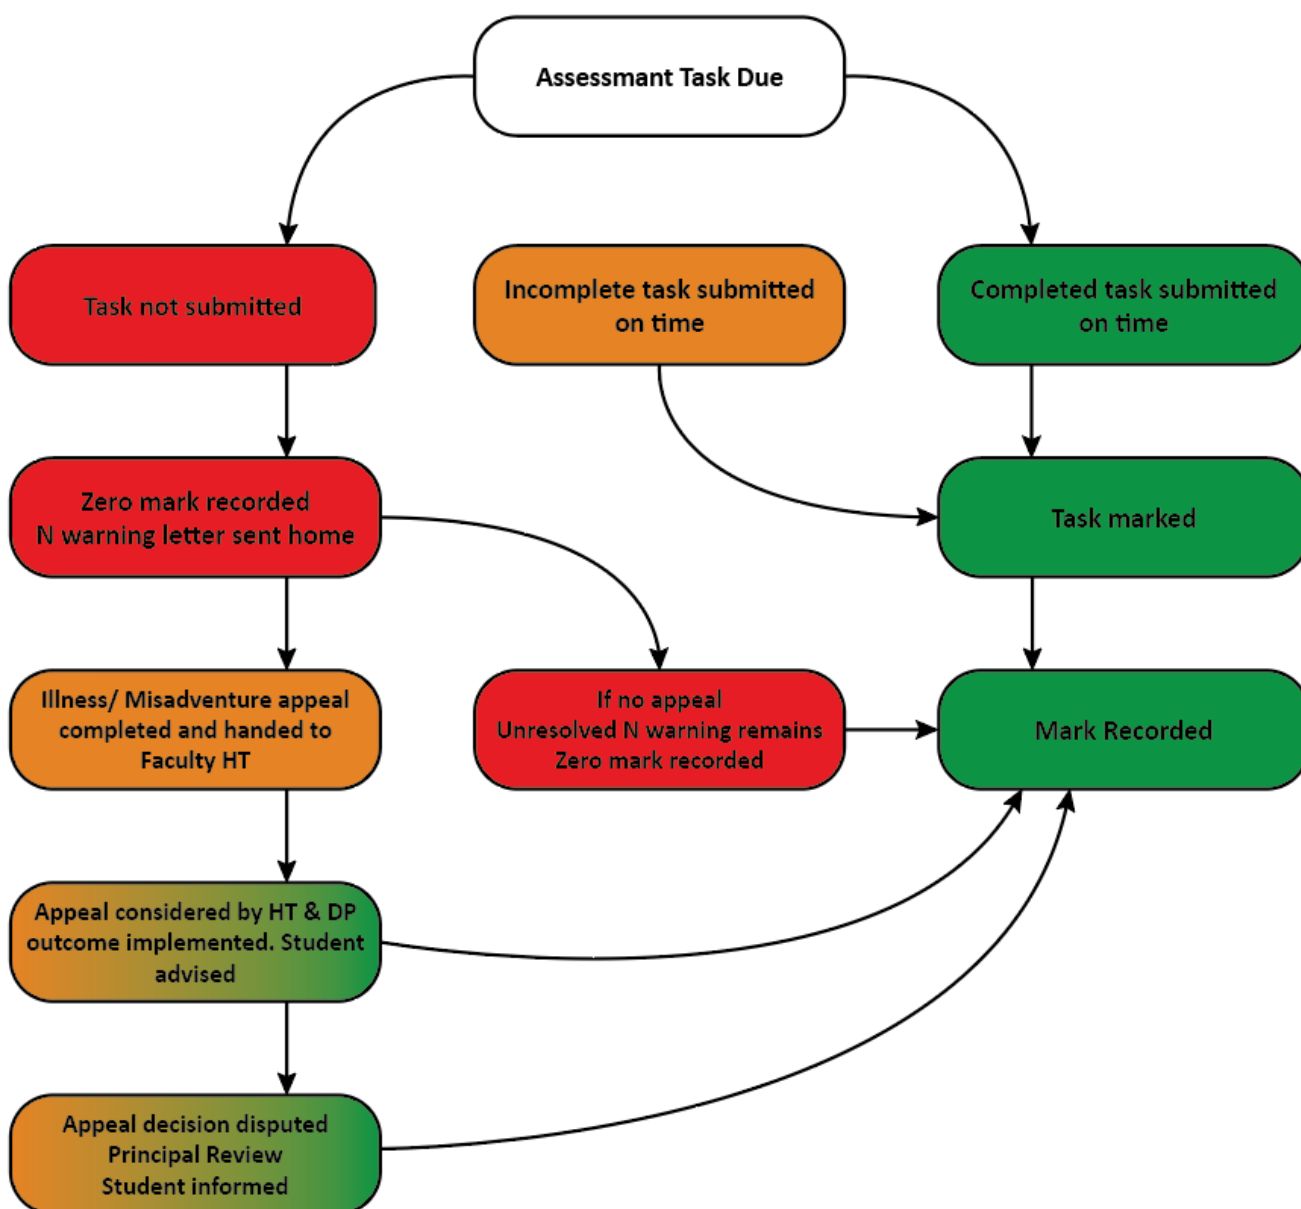 Assessmant Task Due
Task not submitted
Incomplete task submitted
on time
Completed task submitted
on time
Zero mark recorded
N warning letter sent home
Task marked
Illness/ Misadventure appeal
completed and handed to
Faculty HT
If no appeal
Unresolved N warning remains
Zero mark recorded
Mark Recorded
Appeal considered by HT & DP
outcome implemented. Student
advised
Appeal decision disputed
Principal Review
Student informed